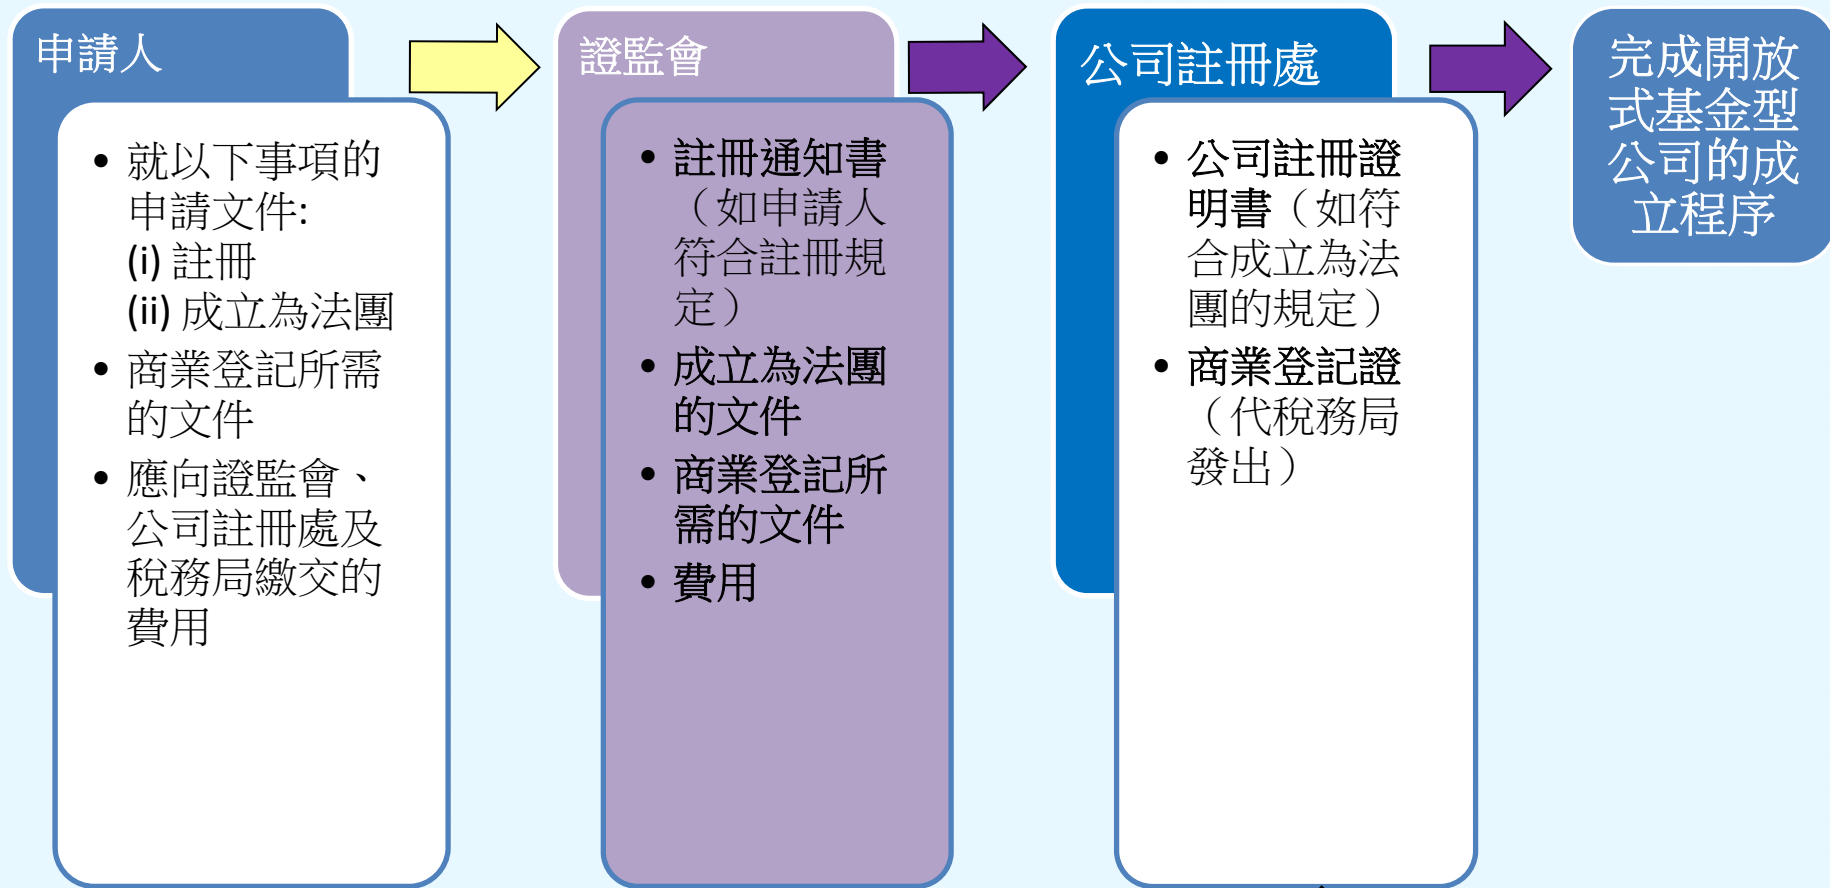 申請人
• 就以下事項的
申請文件:
(i) 註冊
(ii) 成立為法團
• 商業登記所需
的文件
• 應向證監會、
公司註冊處及
稅務局繳交的
費用
證監會
• 註冊通知書
（如申請人
符合註冊規
定）
• 成立為法團
的文件
• 商業登記所
需的文件
• 費用
公司註冊處
• 公司註冊證
明書（如符
合成立為法
團的規定）
• 商業登記證
（代稅務局
發出）
完成開放
式基金型
公司的成
立程序